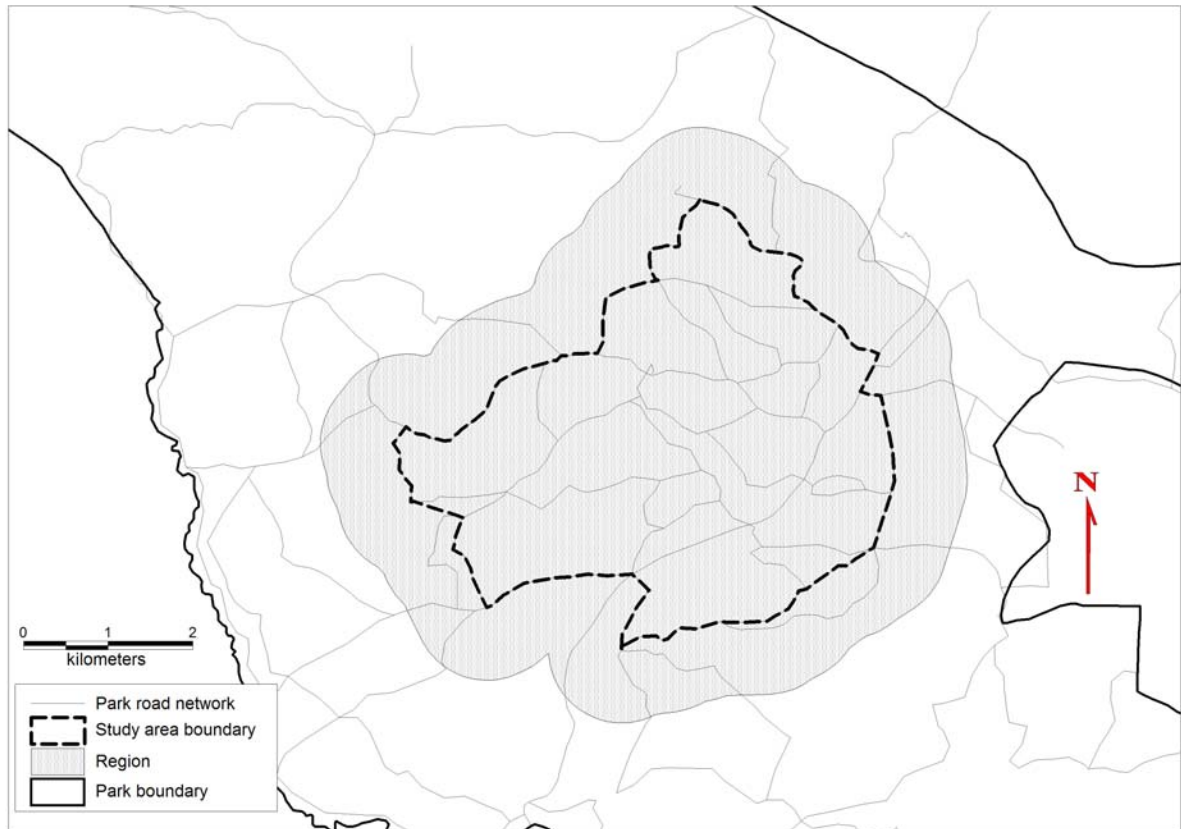 N
0 1 2
kilometers
Park road network
Study area boundary
Region
Park boundary